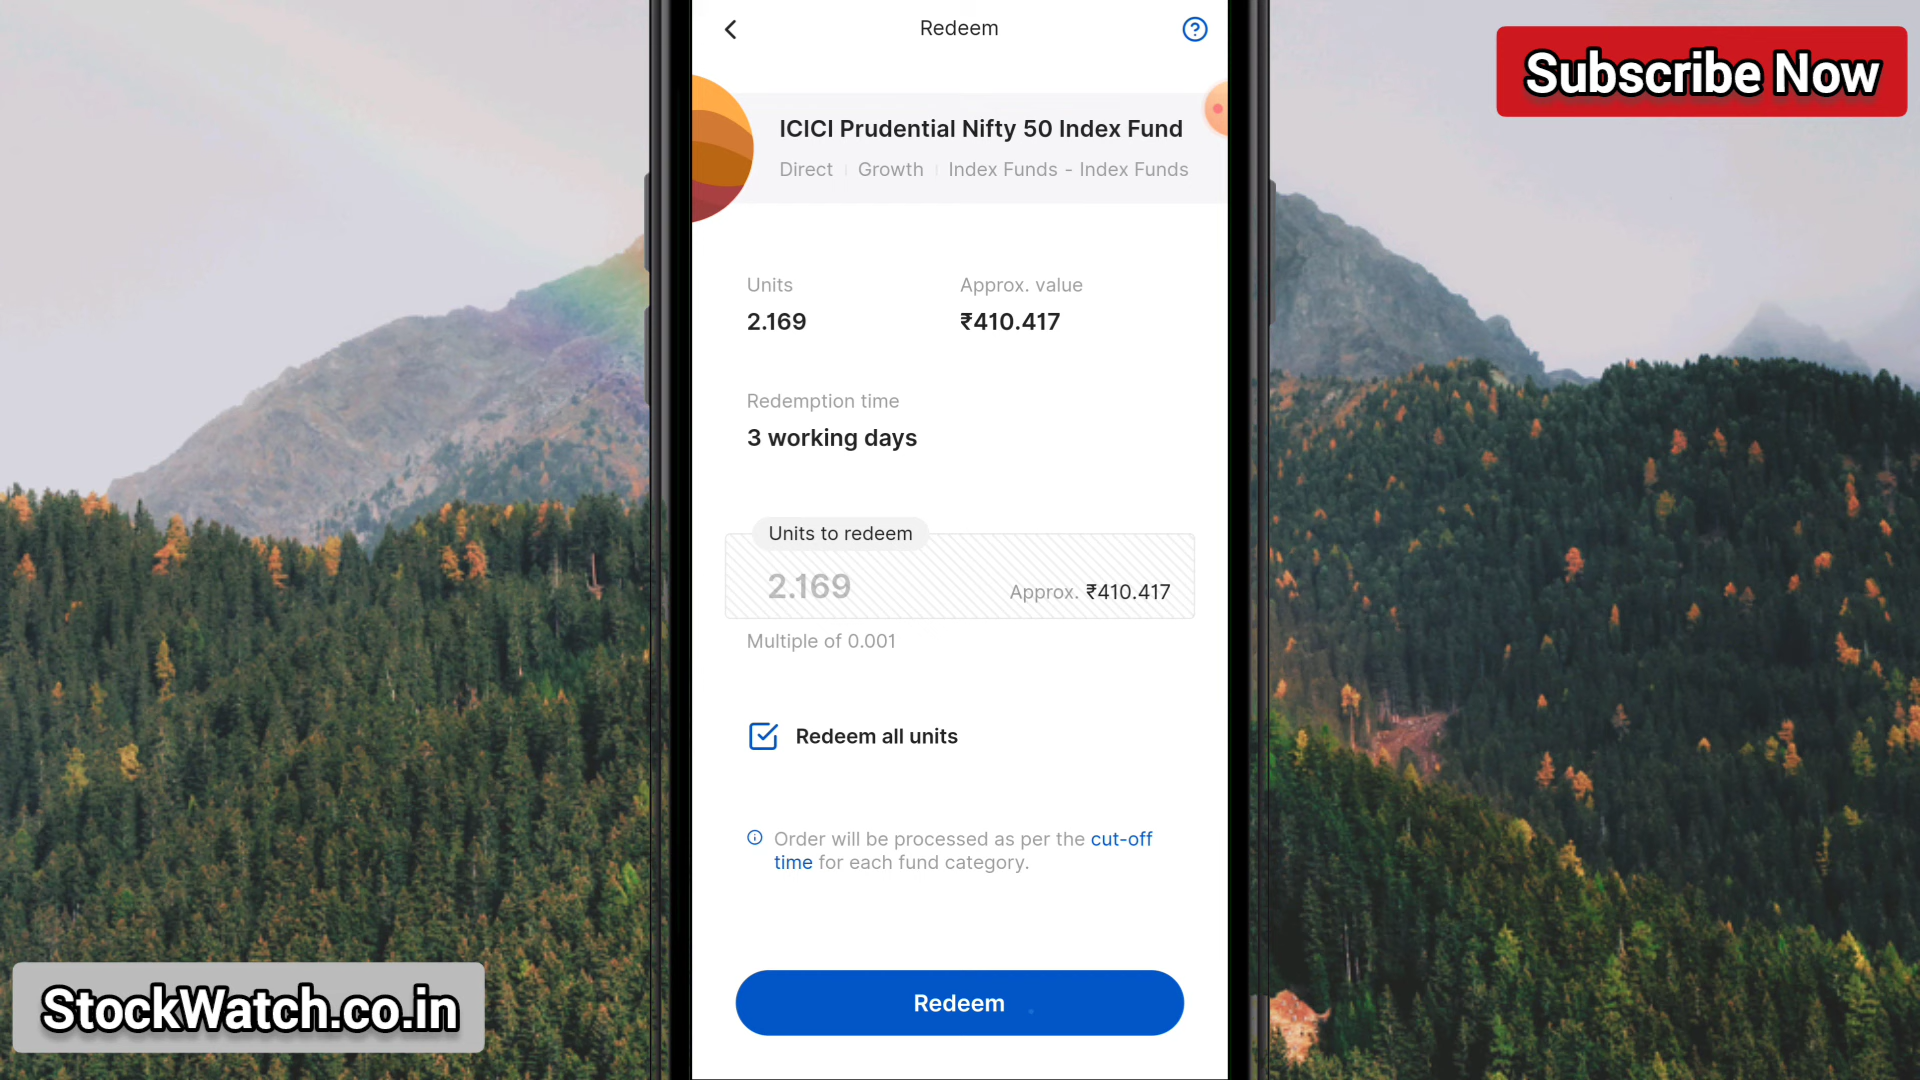 Redeem
Subscribe Now
ICICI Prudential Nifty 50 Index Fund
Direct | Growth | Index Funds - Index Funds
Units Approx. value
2.169 ₹410.417
Redemption time
3 working days
Units to redeem
2.169 Approx. ₹410.417
Multiple of 0.001
Redeem all units
Order will be processed as per the cut-off
time for each fund category.
Redeem
StockWatch.co.in